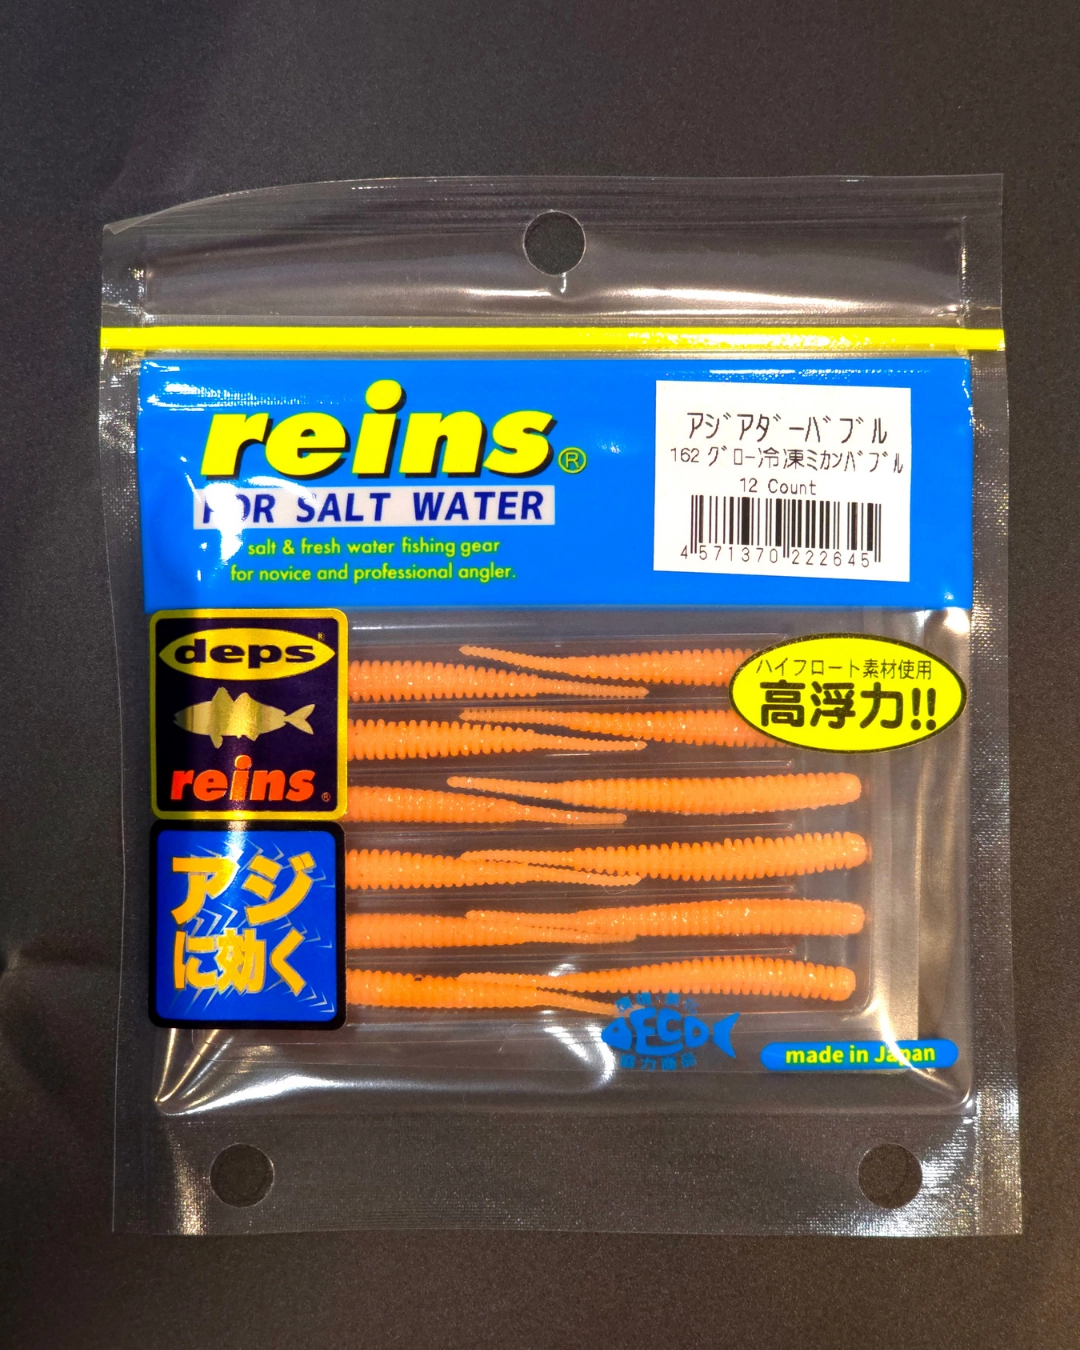 reins®
FOR SALT WATER
salt & fresh water fishing gear
for novice and professional angler.
アジアダーバブル
162 グロー冷凍ミカンバブル
12 Count
4 571370 222645
deps®
reins®
ハイフロート素材使用
高浮力!!
アジ
に効く
ECO
made in Japan